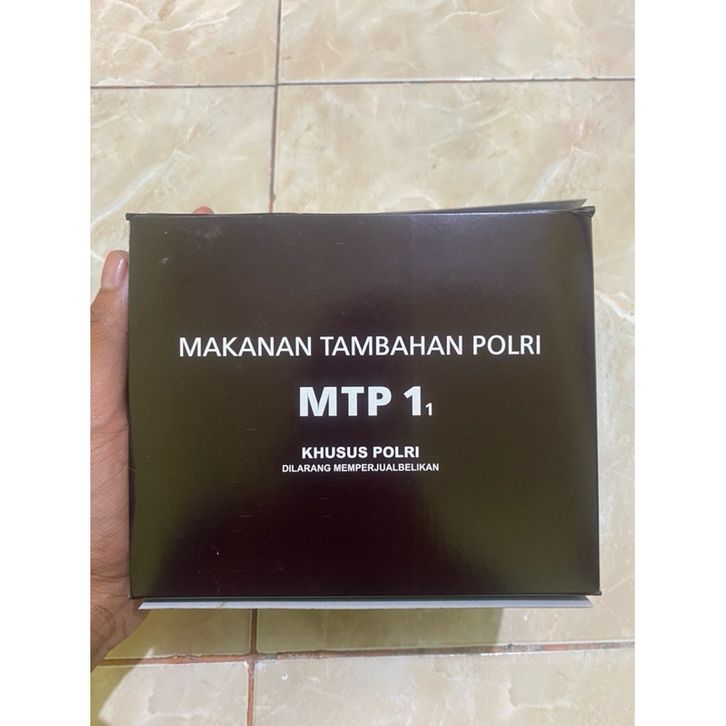 MAKANAN TAMBAHAN POLRI
MTP 1₁
KHUSUS POLRI
DILARANG MEMPERJUALBELIKAN